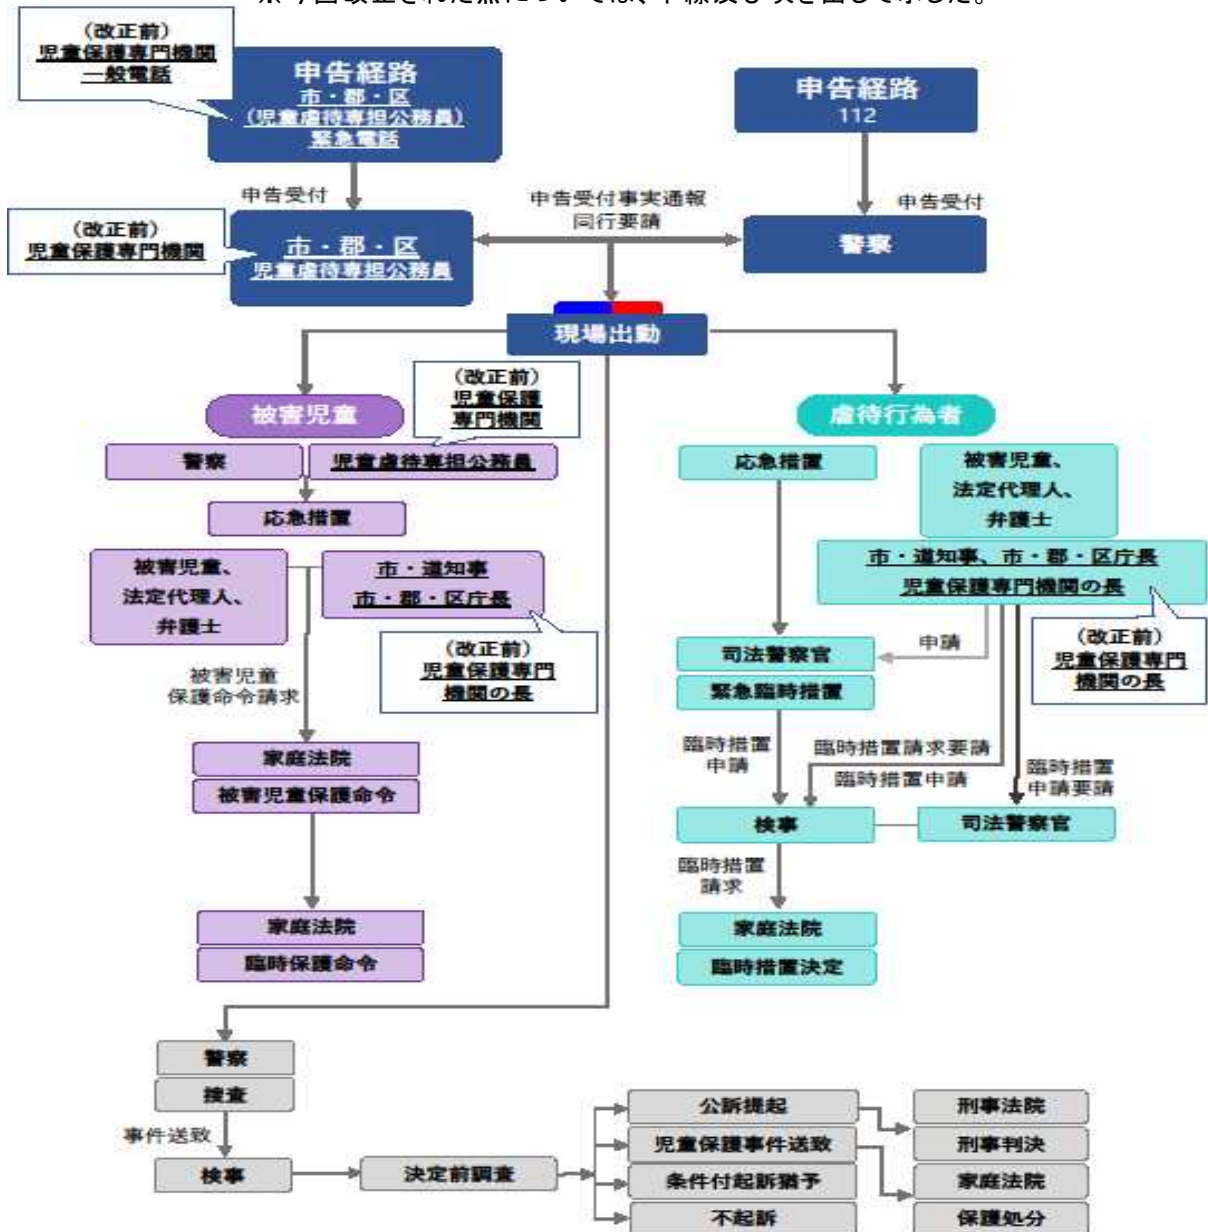 ※今回改正された点については、下線及び吹き出しで示した。
(改正前)
児童保護専門機関
一般電話
申告経路
市・郡・区
(児童虐待専担公務員)
緊急電話
申告経路
112
申告受付
申告受付事実通報
同行要請
申告受付
(改正前)
児童保護専門機関
市・郡・区
児童虐待専担公務員
警察
現場出動
(改正前)
児童保護
専門機関
被害児童
虐待行為者
警察
児童虐待専担公務員
応急措置
被害児童、
法定代理人、
弁護士
市・道知事
市・郡・区庁長
(改正前)
児童保護専門
機関の長
被害児童
保護命令請求
家庭法院
被害児童保護命令
家庭法院
臨時保護命令
応急措置
被害児童、
法定代理人、
弁護士
市・道知事、市・郡・区庁長
児童保護専門機関の長
(改正前)
児童保護専門
機関の長
申請
司法警察官
緊急臨時措置
臨時措置
申請
臨時措置請求要請
臨時措置申請
臨時措置
申請要請
検事
司法警察官
臨時措置
請求
家庭法院
臨時措置決定
警察
捜査
事件送致
検事
決定前調査
公訴提起
児童保護事件送致
条件付起訴猶予
不起訴
刑事法院
刑事判決
家庭法院
保護処分